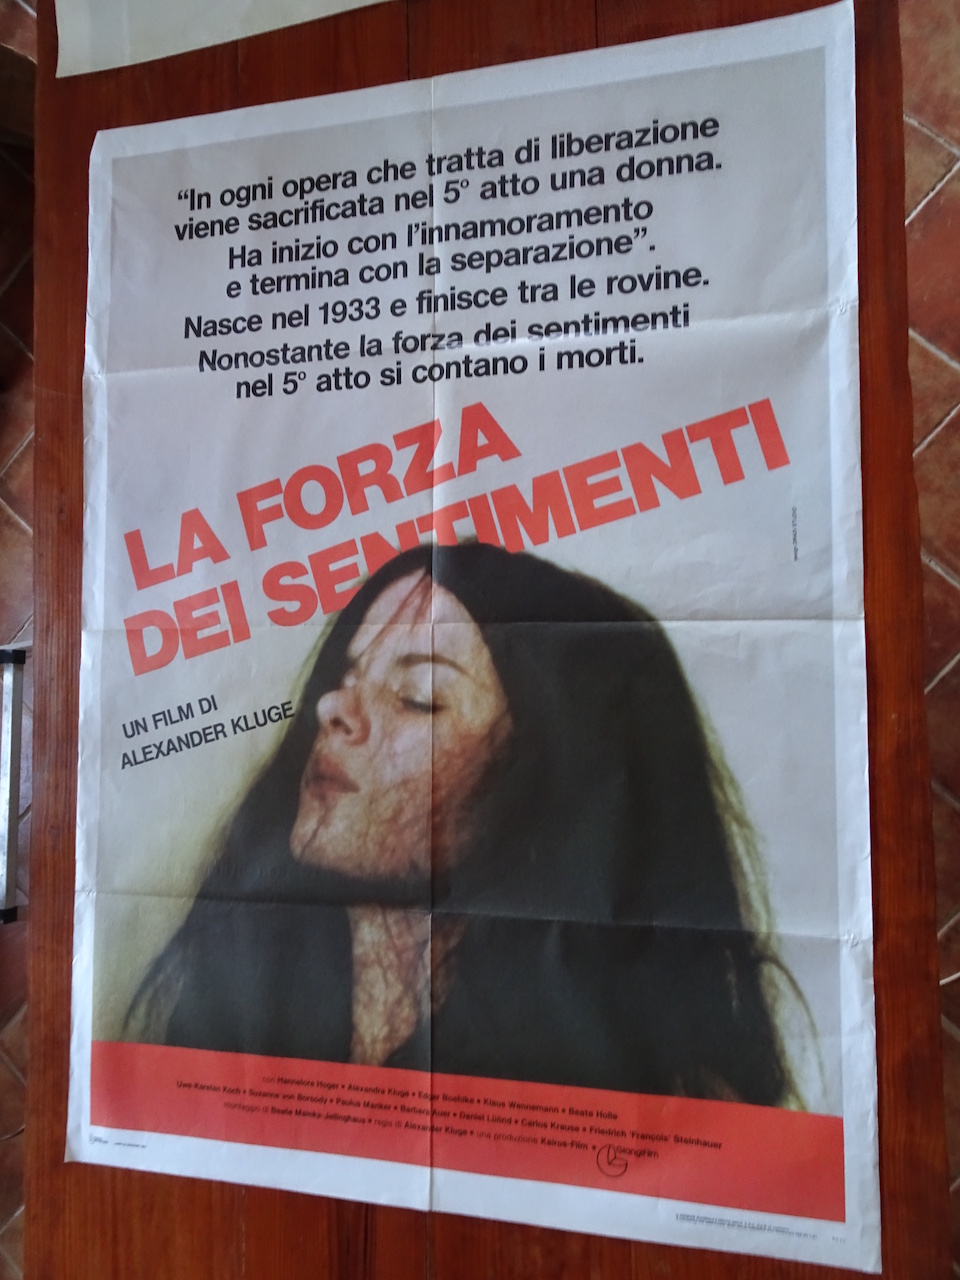 “In ogni opera che tratta di liberazione
viene sacrificata nel 5° atto una donna.
Ha inizio con l’innamoramento
e termina con la separazione”.
Nasce nel 1933 e finisce tra le rovine.
Nonostante la forza dei sentimenti
nel 5° atto si contano i morti.
LA FORZA
DEI SENTIMENTI
UN FILM DI
ALEXANDER KLUGE
con Hannelore Hoger • Alexandra Kluge • Edgar Boehlke • Klaus Wennemann • Beate Holle
Uwe-Karsten Koch • Suzanne von Borsody • Paulus Manker • Barbara Auer • Daniel Lüönd • Carlos Krause • Friedrich 'François' Steinhauer
montaggio di Beate Mainka-Jellinghaus • regia di Alexander Kluge • una produzione Kairos-Film •
GiangiFilm